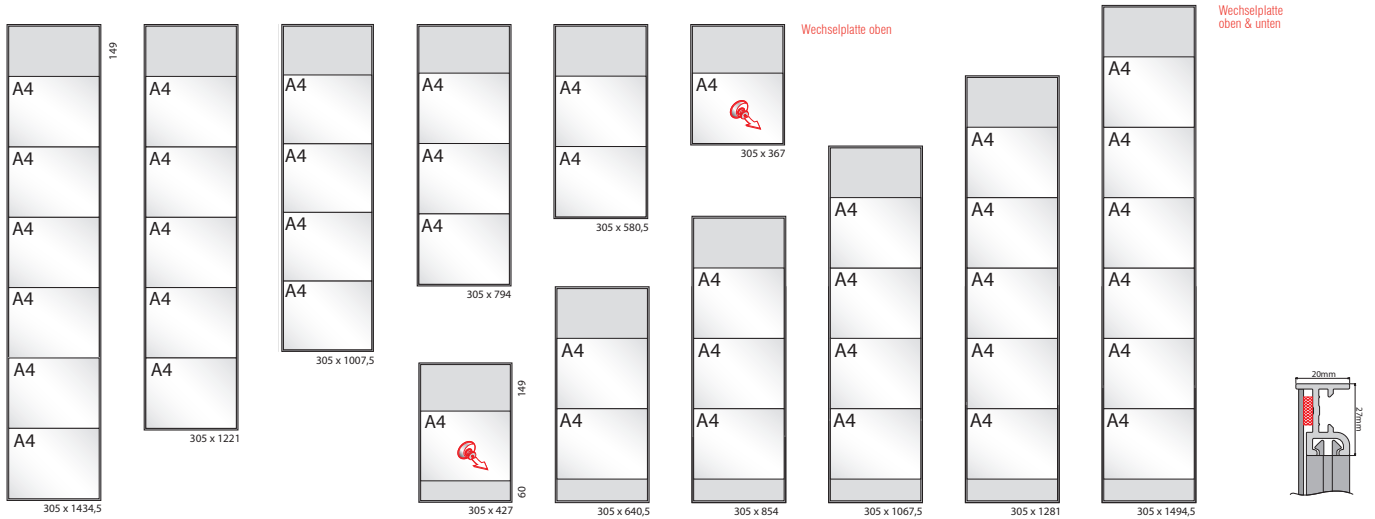 149
A4
A4
A4
A4
A4
A4
305 x 1434,5
A4
A4
A4
A4
A4
305 x 1221
A4
A4
A4
A4
305 x 1007,5
A4
A4
A4
305 x 794
A4
A4
305 x 580,5
Wechselplatte oben
A4
305 x 367
149
A4
60
305 x 427
A4
A4
305 x 640,5
A4
A4
A4
305 x 854
A4
A4
A4
A4
305 x 1067,5
A4
A4
A4
A4
A4
305 x 1281
Wechselplatte
oben & unten
A4
A4
A4
A4
A4
A4
305 x 1494,5
20mm
27mm